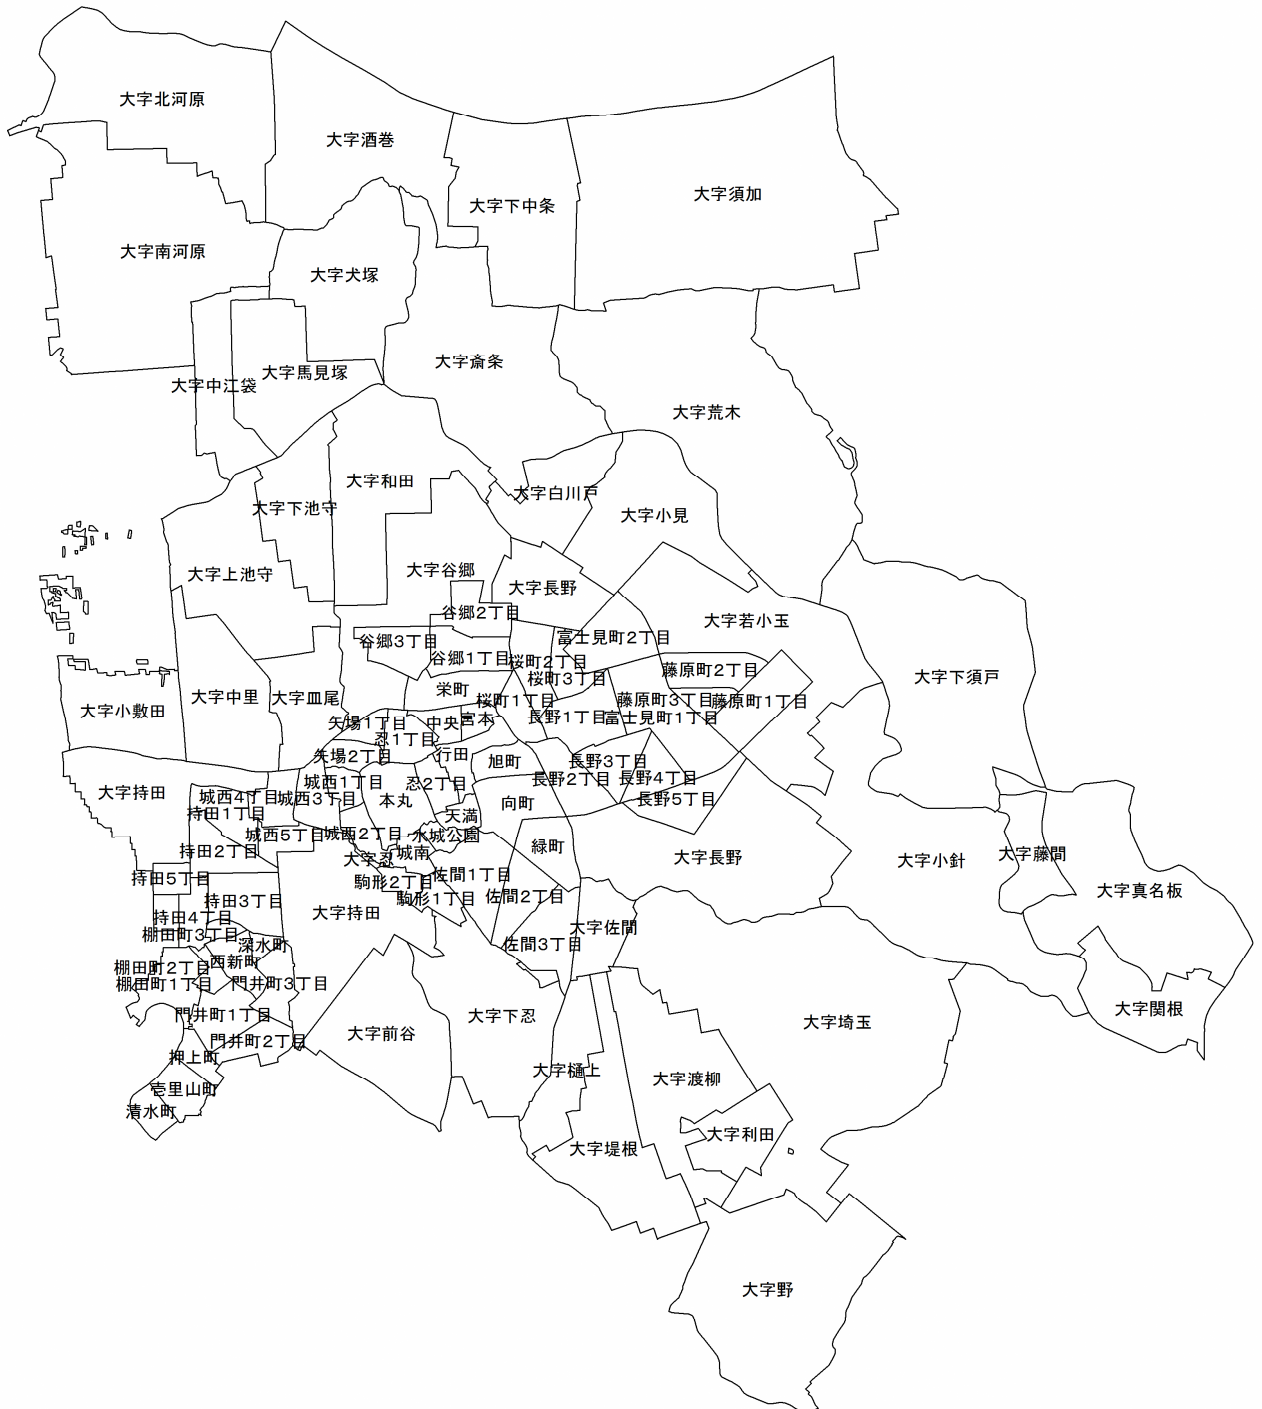 大字北河原
大字酒巻
大字須加
大字下中条
大字南河原
大字犬塚
大字斎条
大字馬見塚
大字中江袋
大字荒木
大字和田
大字白川戸
大字下池守
大字小見
大字谷郷
大字上池守
大字長野
谷郷2丁目
大字若小玉
富士見町2丁目
谷郷3丁目
谷郷1丁目
桜町2丁目
藤原町2丁目
大字下須戸
桜町3丁目
栄町
大字中里
大字皿尾
桜町1丁目
藤原町3丁目
藤原町1丁目
大字小敷田
矢場1丁目
中央
宮本
長野1丁目
富士見町1丁目
忍1丁目
矢場2丁目
行田
旭町
長野3丁目
長野2丁目
長野4丁目
城西1丁目
忍2丁目
大字持田
城西4丁目
城西3丁目
本丸
向町
長野5丁目
持田1丁目
天満
城西5丁目
城西2丁目
水城公園
緑町
持田2丁目
大字忍
城南
大字長野
大字小針
大字藤間
持田5丁目
駒形2丁目
佐間1丁目
大字真名板
持田3丁目
駒形1丁目
佐間2丁目
持田4丁目
大字持田
大字佐間
棚田町3丁目
深水町
佐間3丁目
棚田町2丁目
西新町
棚田町1丁目
門井町3丁目
大字関根
門井町1丁目
大字下忍
大字埼玉
大字前谷
門井町2丁目
押上町
大字樋上
大字渡柳
壱里山町
清水町
大字利田
大字堤根
大字野